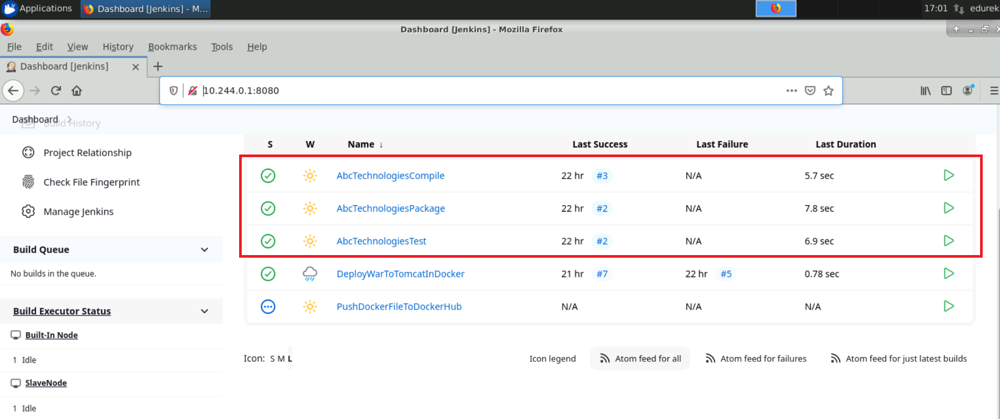 Applications
Dashboard [Jenkins] - M...
17:01
edurek
Dashboard [Jenkins] - Mozilla Firefox
File Edit View History Bookmarks Tools Help
Dashboard [Jenkins]
10.244.0.1:8080
Dashboard
Build History
Project Relationship
Check File Fingerprint
Manage Jenkins
Build Queue
No builds in the queue.
Build Executor Status
Built-In Node
1 Idle
SlaveNode
1 Idle
S W Name ↓ Last Success Last Failure Last Duration
AbcTechnologiesCompile 22 hr #3 N/A 5.7 sec
AbcTechnologiesPackage 22 hr #2 N/A 7.8 sec
AbcTechnologiesTest 22 hr #2 N/A 6.9 sec
DeployWarToTomcatInDocker 21 hr #7 22 hr #5 0.78 sec
PushDockerFileToDockerHub N/A N/A N/A
Icon: S M L
Icon legend
Atom feed for all
Atom feed for failures
Atom feed for just latest builds